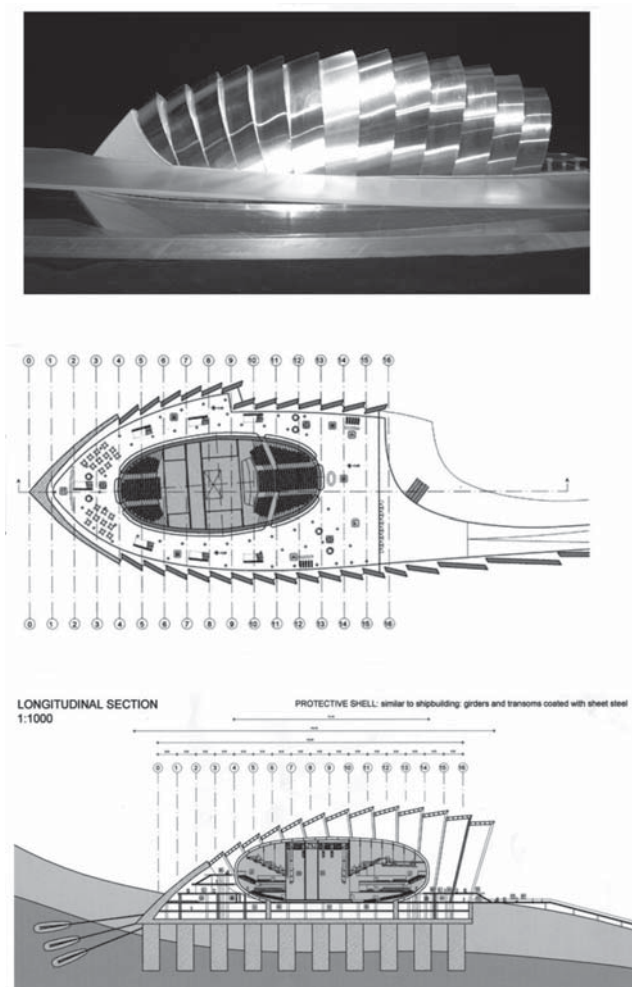 0 1 2 3 4 5 6 7 8 9 10 11 12 13 14 15 16
A A
0 1 2 3 4 5 6 7 8 9 10 11 12 13 14 15 16
LONGITUDINAL SECTION
1:1000
PROTECTIVE SHELL: similar to shipbuilding: girders and transoms coated with sheet steel
0 1 2 3 4 5 6 7 8 9 10 11 12 13 14 15 16